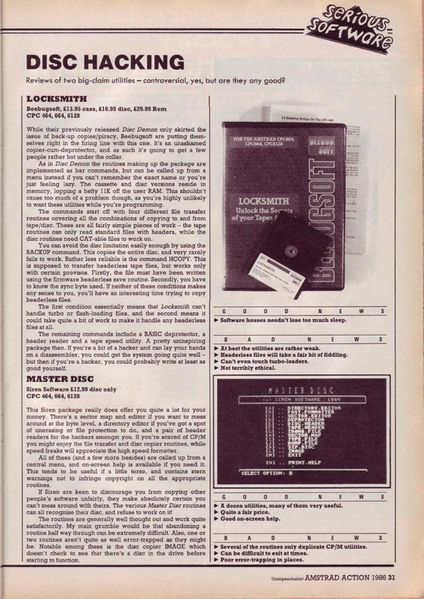 SERIOUS
SOFTWARE
DISC HACKING
Reviews of two big-claim utilities – controversial, yes, but are they any good?
LOCKSMITH
Beebugsoft, £13.95 cass, £16.95 disc, £29.95 Rom
CPC 464, 664, 6128
While their previously released Disc Demon only skirted the
issue of back-up copies/piracy, Beebugsoft are putting them-
selves right in the firing line with this one. It's an unashamed
copier-cum-deprotector, and as such it's going to get a few
people rather hot under the collar.
As in Disc Demon the routines making up the package are
implemented as bar commands, but can be called up from a
menu instead if you can't remember the exact name or you're
just feeling lazy. The cassette and disc versions reside in
memory, lopping a hefty 11K off the user RAM. This shouldn't
cause too much of a problem though, as you're highly unlikely
to want these utilities while you're programming.
The commands start off with four different file transfer
routines covering all the combinations of copying to and from
tape/disc. These are all fairly simple pieces of work – the tape
routines can only read standard files with headers, while the
disc routines need CAT-able files to work on.
You can avoid the disc limitation easily enough by using the
BACKUP command. This copies the entire disc, and very rarely
fails to work. Rather less reliable is the command HCOPY. This
is supposed to transfer headerless tape files, but works only
with certain provisos. Firstly, the file must have been written
using the firmware headerless save routine. Secondly, you have
to know the sync byte used. If neither of these conditions makes
any sense to you, you'll have an interesting time trying to copy
headerless files.
The first condition essentially means that Locksmith can't
handle turbo or flash-loading files, and the second means it
could take quite a bit of work to make it handle any headerless
files at all.
The remaining commands include a BASIC deprotector, a
header reader and a tape speed utility. A pretty uninspiring
package then. If you're a bit of a hacker and can lay your hands
on a disassembler, you could get the system going quite well –
but then if you're a hacker, you could probably write at least as
good yourself.
MASTER DISC
Siren Software £12.99 disc only
CPC 464, 664, 6128
This Siren package really does offer you quite a lot for your
money. There's a sector map and editor if you want to mess
around at the byte level, a directory editor if you've got a spot
of unerasing or file protection to do, and a pair of header
readers for the hackers amongst you. If you're scared of CP/M
you might enjoy the file transfer and disc copier routines, while
speed freaks will appreciate the high speed formatter.
All of these (and a few more besides) are called up from a
central menu, and on-screen help is available if you need it.
This tends to be useful if a little terse, and contains stern
warnings not to infringe copyright on all the appropriate
routines.
If Siren are keen to discourage you from copying other
people's software unfairly, they make absolutely certain you
can't mess around with theirs. The various Master Disc routines
can all recognise their disc, and refuse to work on it!
The routines are generally well thought out and work quite
satisfactorily. My main grumble would be that abandoning a
routine half way through can be extremely difficult. Also, one or
two routines aren't quite as well error-trapped as they might
be. Notable among these is the disc copier IMAGE which
doesn't check to see that there's a disc in the drive before
starting to function.
FOR THE AMSTRAD CPC464,
CPC664, CPC6128
BEEBUG
SOFT
LOCKSMITH
Unlock the Secrets
of your Tapes
BEEBUGSOFT
GOOD NEWS
▶ Software houses needn't lose too much sleep.
BAD NEWS
▶ At best the utilities are rather weak.
▶ Headerless files will take a fair bit of fiddling.
▶ Can't even touch turbo-loaders.
▶ Not terribly ethical.
MASTER DISC
(c) SIREN SOFTWARE 1986
DIRECTORY.EDITOR
PRINT.HELP
SELECT OPTION:
GOOD NEWS
▶ A dozen utilities, many of them very useful.
▶ Quite a fair price.
▶ Good on-screen help.
BAD NEWS
▶ Several of the routines only duplicate CP/M utilities.
▶ Can be difficult to exit at times.
▶ Poor error-trapping in places.
Unimpeachable! AMSTRAD ACTION 1986 31